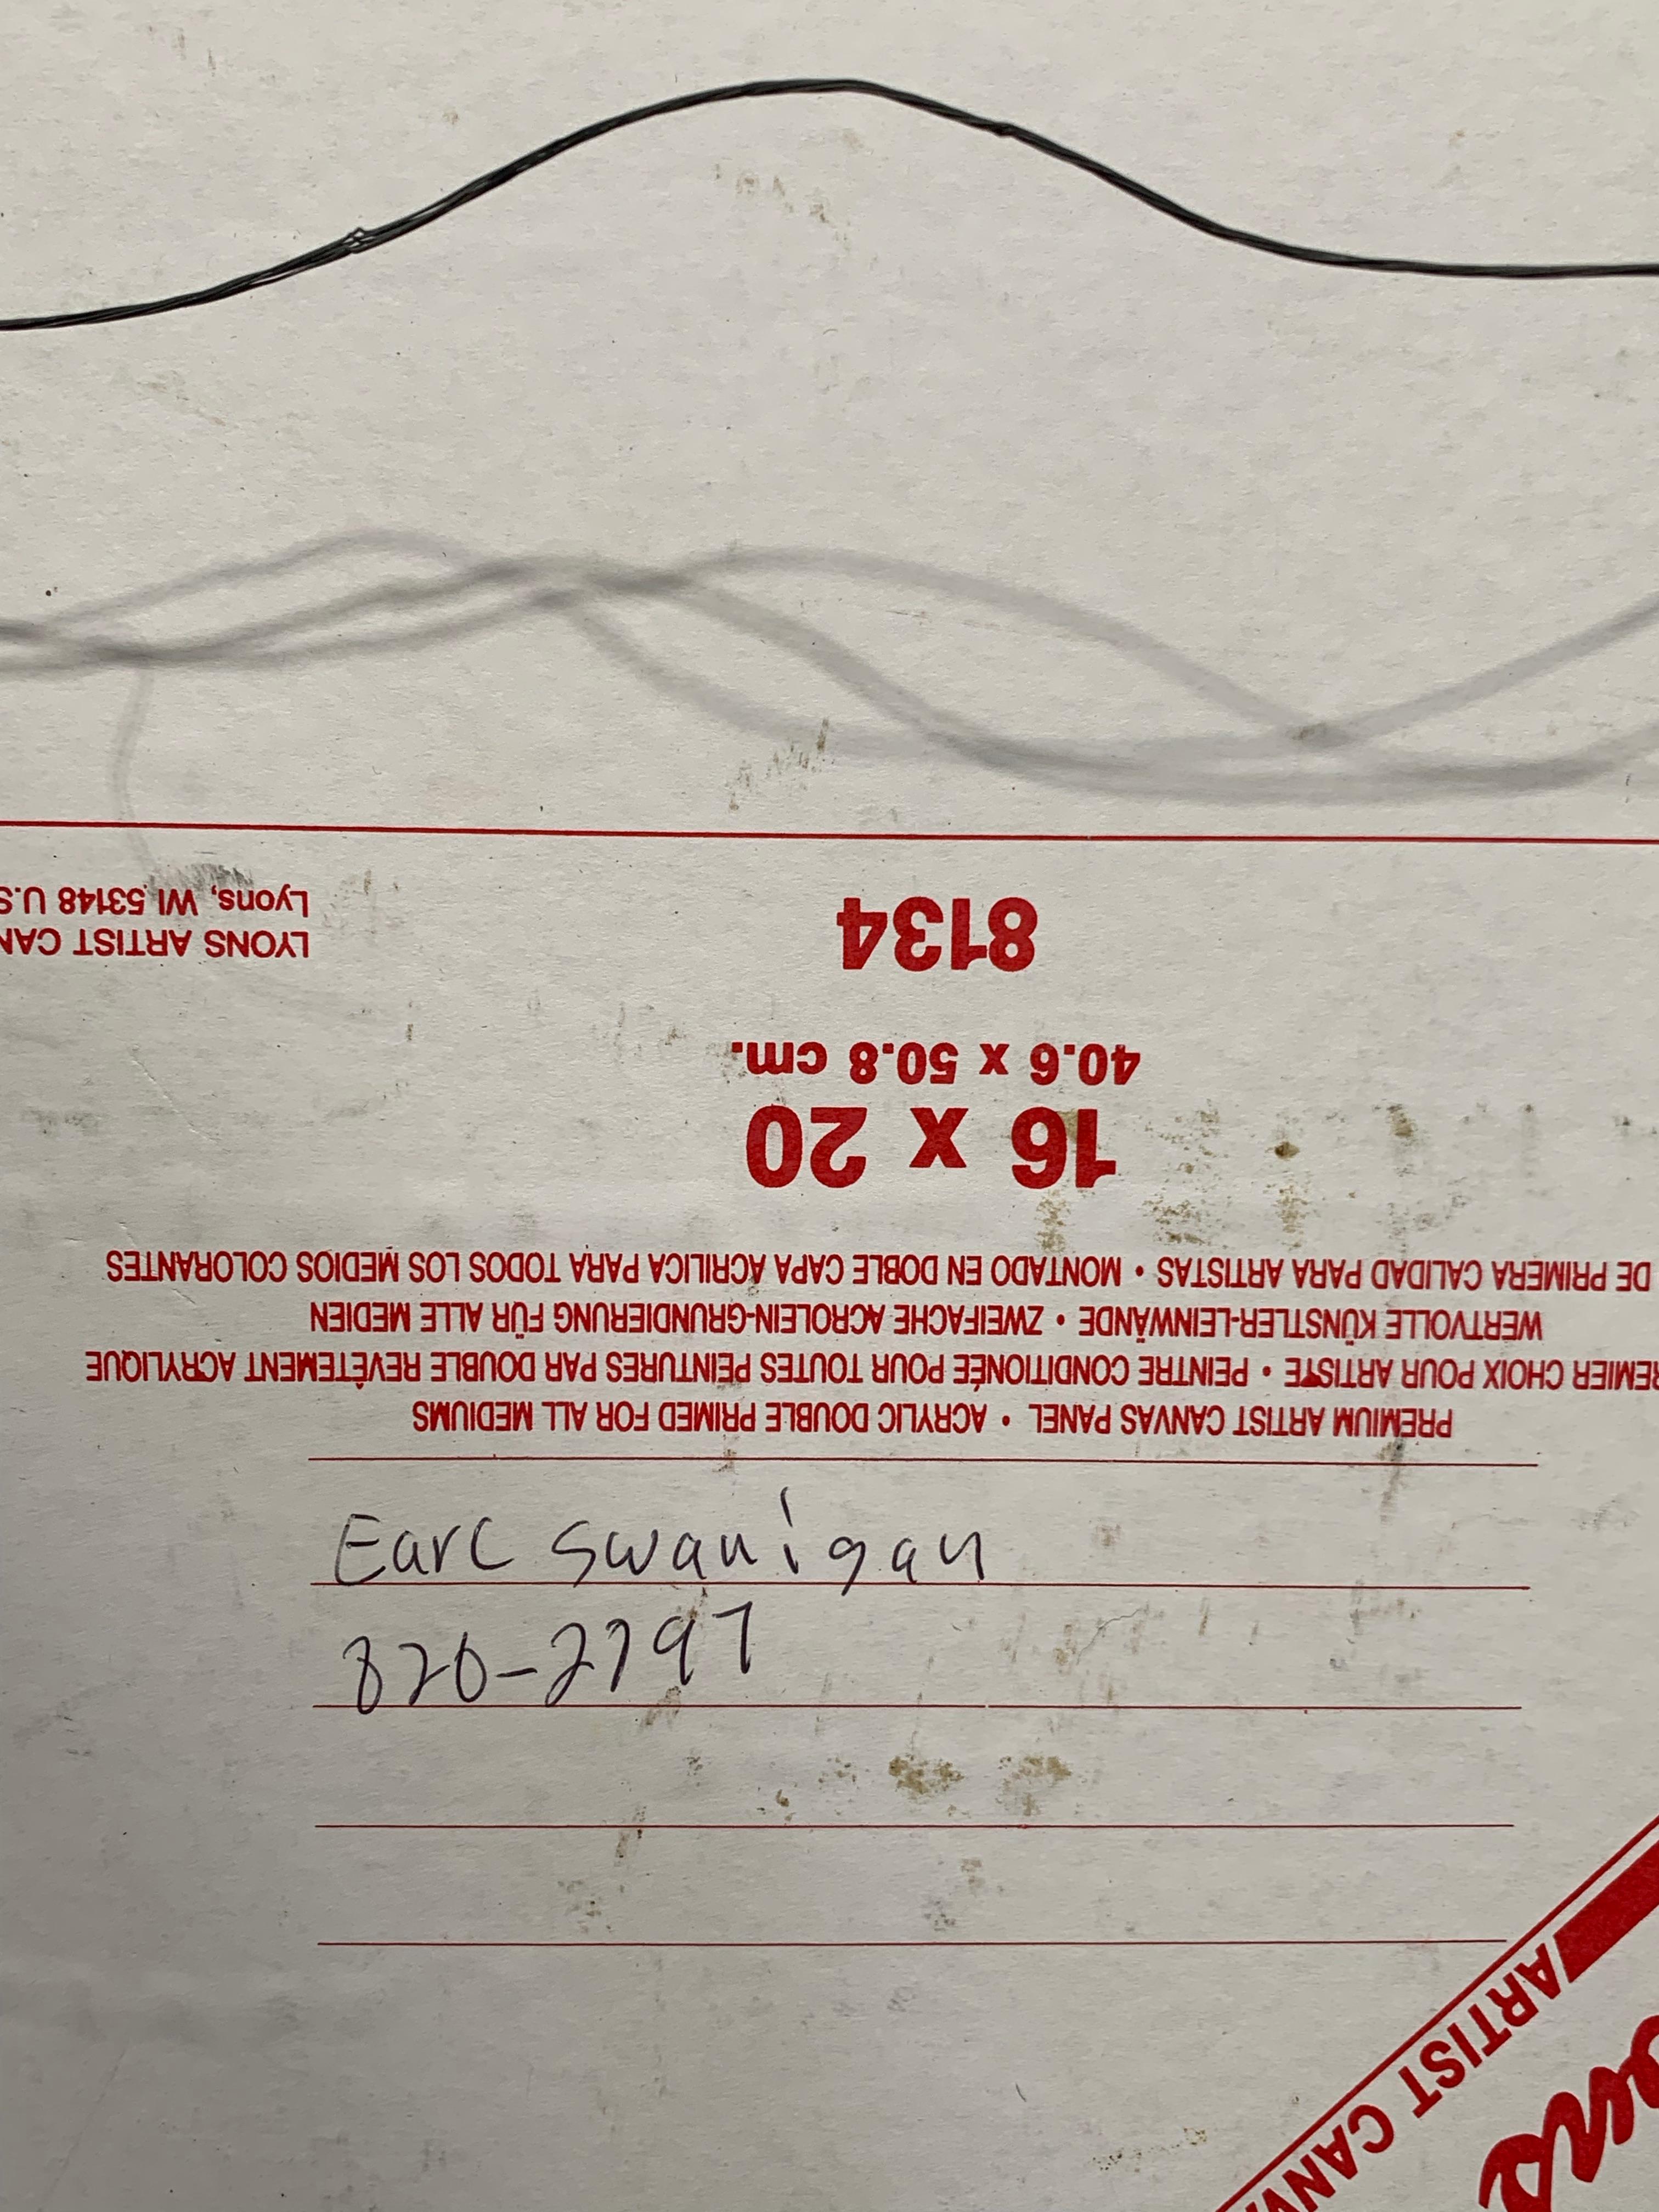 Earl Swanigan
820-2797
ARTIST CANV
PREMIUM ARTIST CANVAS PANEL • ACRYLIC DOUBLE PRIMED FOR ALL MEDIUMS
REMIER CHOIX POUR ARTISTE • PEINTRE CONDITIONÉE POUR TOUTES PEINTURES PAR DOUBLE REVÊTEMENT ACRYLIQUE
WERTVOLLE KÜNSTLER-LEINWÄNDE • ZWEIFACHE ACROLEIN-GRUNDIERUNG FÜR ALLE MEDIEN
DE PRIMERA CALIDAD PARA ARTISTAS • MONTADO EN DOBLE CAPA ACRILICA PARA TODOS LOS MEDIOS COLORANTES
16 x 20
40.6 x 50.8 cm.
8134
LYONS ARTIST CAN
Lyons, WI 53148 U.S